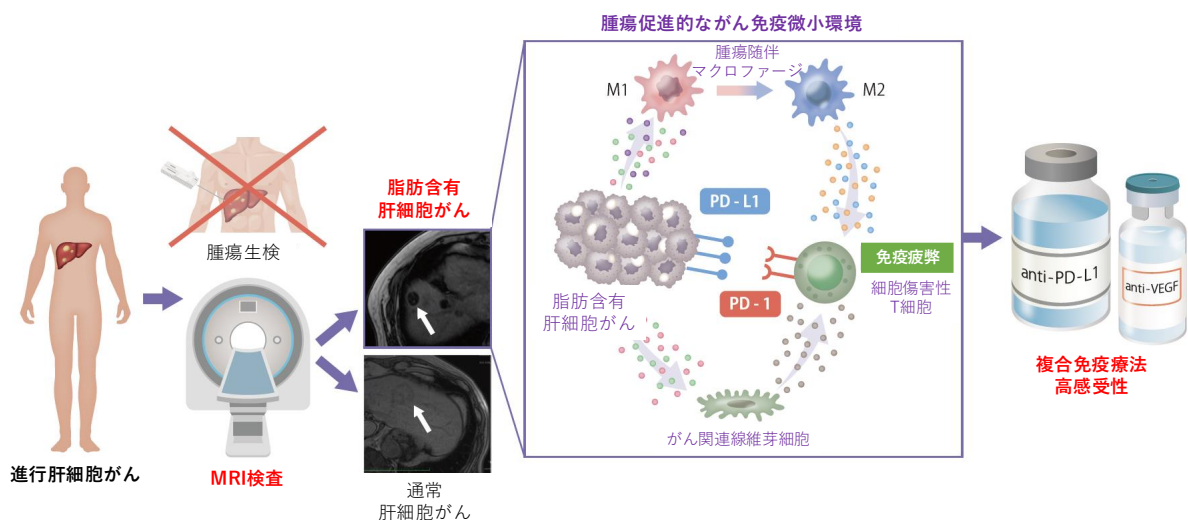 腫瘍促進的ながん免疫微小環境
腫瘍随伴
マクロファージ
M1
M2
腫瘍生検
脂肪含有
肝細胞がん
PD - L1
PD - 1
免疫疲弊
細胞傷害性
T細胞
脂肪含有
肝細胞がん
がん関連線維芽細胞
anti-PD-L1
anti-VEGF
複合免疫療法
高感受性
進行肝細胞がん
MRI検査
通常
肝細胞がん